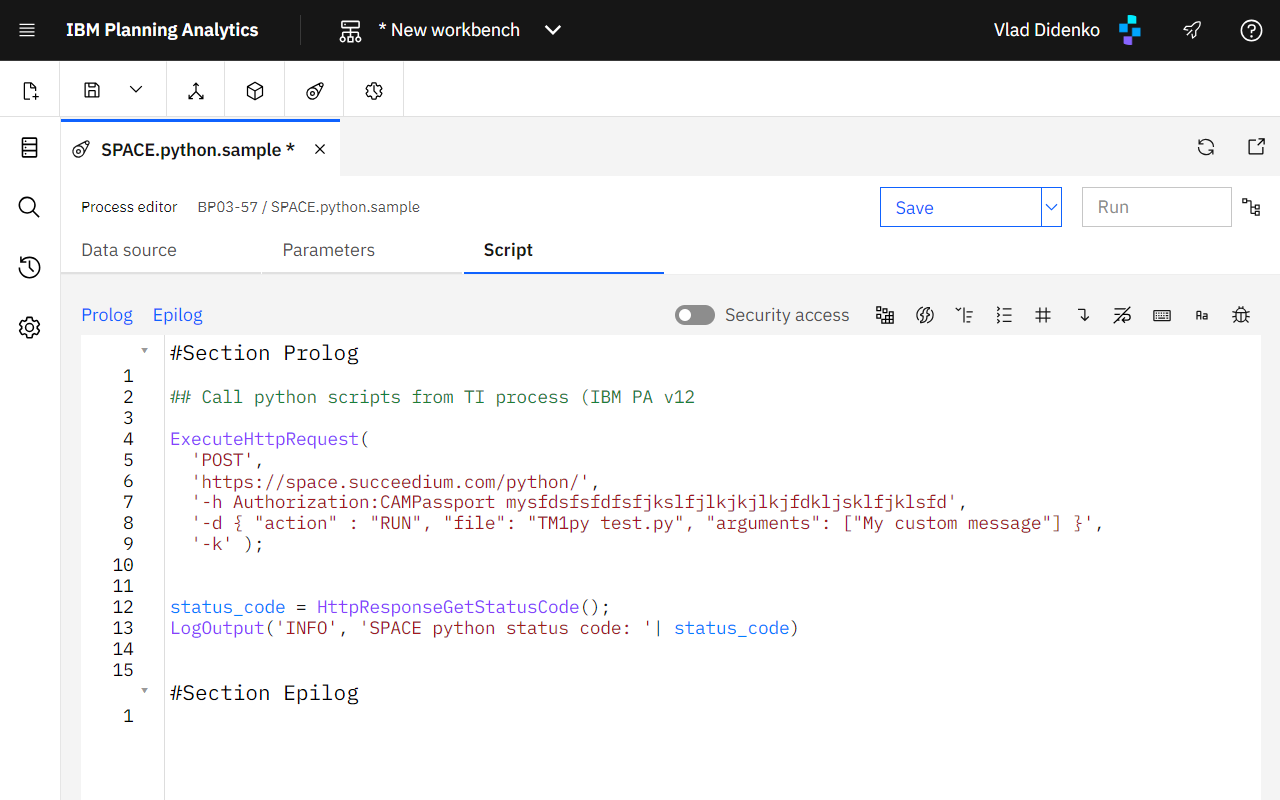 IBM Planning Analytics
* New workbench
Vlad Didenko
SPACE.python.sample *
Process editor
BP03-57 / SPACE.python.sample
Save
Run
Data source
Parameters
Script
Prolog
Epilog
Security access
Aa
#Section Prolog
1
2 ## Call python scripts from TI process (IBM PA v12
3
4 ExecuteHttpRequest(
5 'POST',
6 'https://space.succeedium.com/python/',
7 '-h Authorization:CAMPassport mysfdsfsfdfsfjkslfjlkjkjlkjfdkljsklfjklsfd',
8 '-d { "action" : "RUN", "file": "TM1py test.py", "arguments": ["My custom message"] }',
9 '-k' );
10
11
12 status_code = HttpResponseGetStatusCode();
13 LogOutput('INFO', 'SPACE python status code: '| status_code)
14
15
#Section Epilog
1